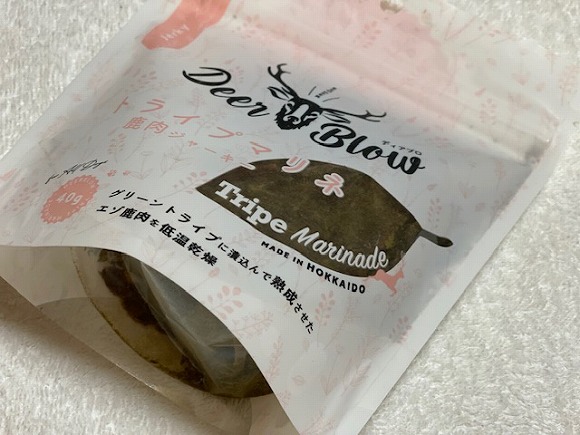 Deer Blow
ディアブロ
トライプマリネ
鹿肉ジャーキー
Tripe Marinade
MADE IN HOKKAIDO
40g
グリーントライプに漬込んで熟成させた
エゾ鹿肉を低温乾燥